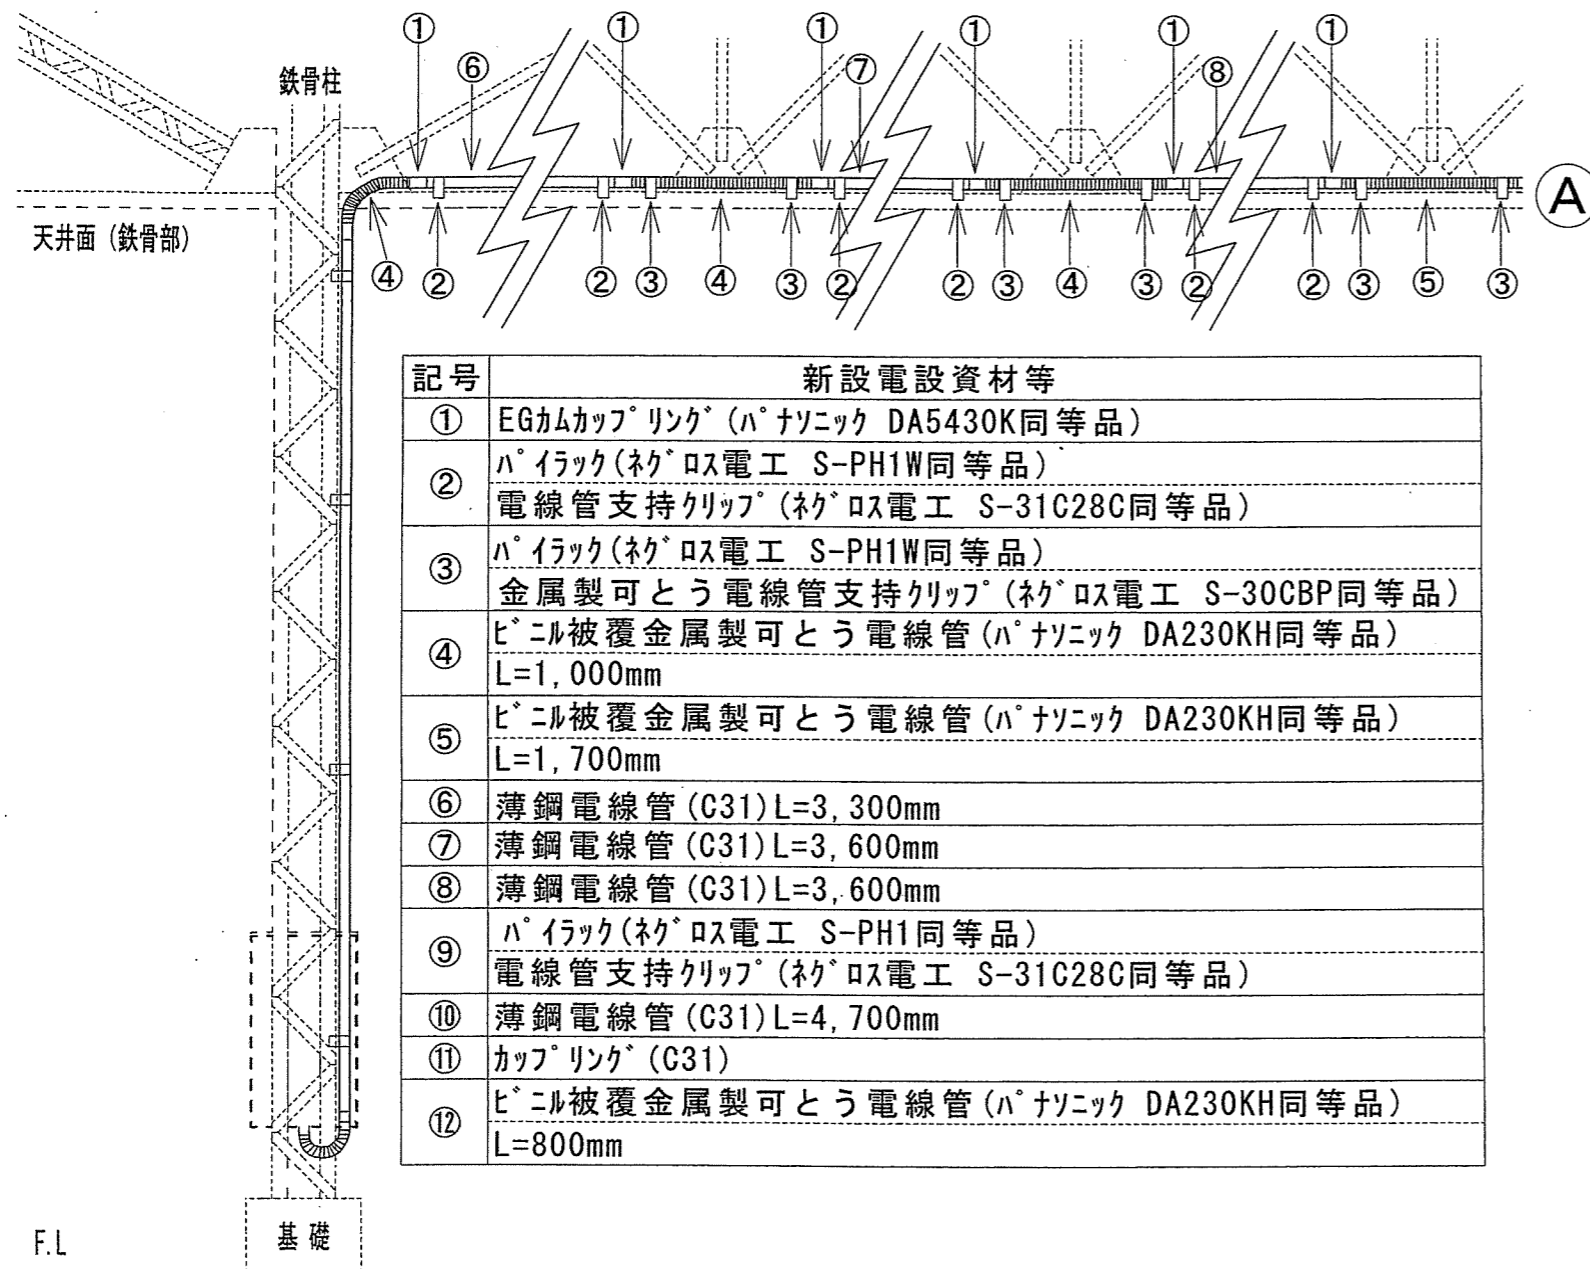 ① ① ① ① ① ①
⑥ ⑦ ⑧
鉄骨柱
天井面（鉄骨部）
Ⓐ
④ ② ② ③ ④ ③ ② ② ③ ④ ③ ② ② ③ ⑤ ③
記号 新設電設資材等
① EGｶﾑｶｯﾌﾟﾘﾝｸﾞ(ﾊﾟﾅｿﾆｯｸ DA5430K同等品)
② ﾊﾟｲﾗｯｸ(ﾈｸﾞﾛｽ電工 S-PH1W同等品)
電線管支持ｸﾘｯﾌﾟ(ﾈｸﾞﾛｽ電工 S-31C28C同等品)
③ ﾊﾟｲﾗｯｸ(ﾈｸﾞﾛｽ電工 S-PH1W同等品)
金属製可とう電線管支持ｸﾘｯﾌﾟ(ﾈｸﾞﾛｽ電工 S-30CBP同等品)
④ ﾋﾞﾆﾙ被覆金属製可とう電線管(ﾊﾟﾅｿﾆｯｸ DA230KH同等品)
L=1,000mm
⑤ ﾋﾞﾆﾙ被覆金属製可とう電線管(ﾊﾟﾅｿﾆｯｸ DA230KH同等品)
L=1,700mm
⑥ 薄鋼電線管(C31)L=3,300mm
⑦ 薄鋼電線管(C31)L=3,600mm
⑧ 薄鋼電線管(C31)L=3,600mm
⑨ ﾊﾟｲﾗｯｸ(ﾈｸﾞﾛｽ電工 S-PH1同等品)
電線管支持ｸﾘｯﾌﾟ(ﾈｸﾞﾛｽ電工 S-31C28C同等品)
⑩ 薄鋼電線管(C31)L=4,700mm
⑪ ｶｯﾌﾟﾘﾝｸﾞ(C31)
⑫ ﾋﾞﾆﾙ被覆金属製可とう電線管(ﾊﾟﾅｿﾆｯｸ DA230KH同等品)
L=800mm
基礎
F.L